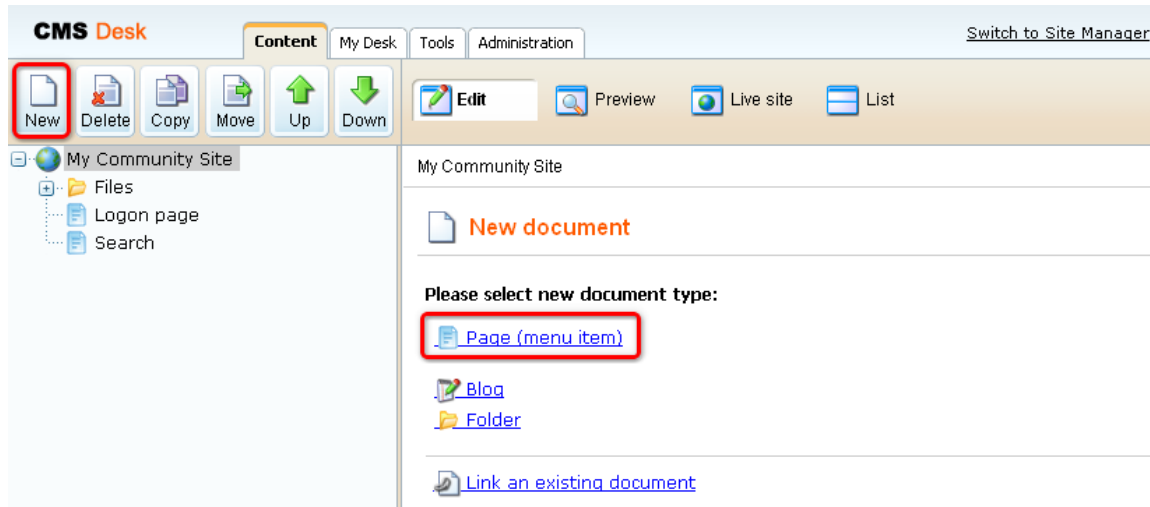 CMS Desk
Content My Desk Tools Administration
Switch to Site Manager
New Delete Copy Move Up Down
Edit Preview Live site List
My Community Site
Files
Logon page
Search
My Community Site
New document
Please select new document type:
Page (menu item)
Blog
Folder
Link an existing document